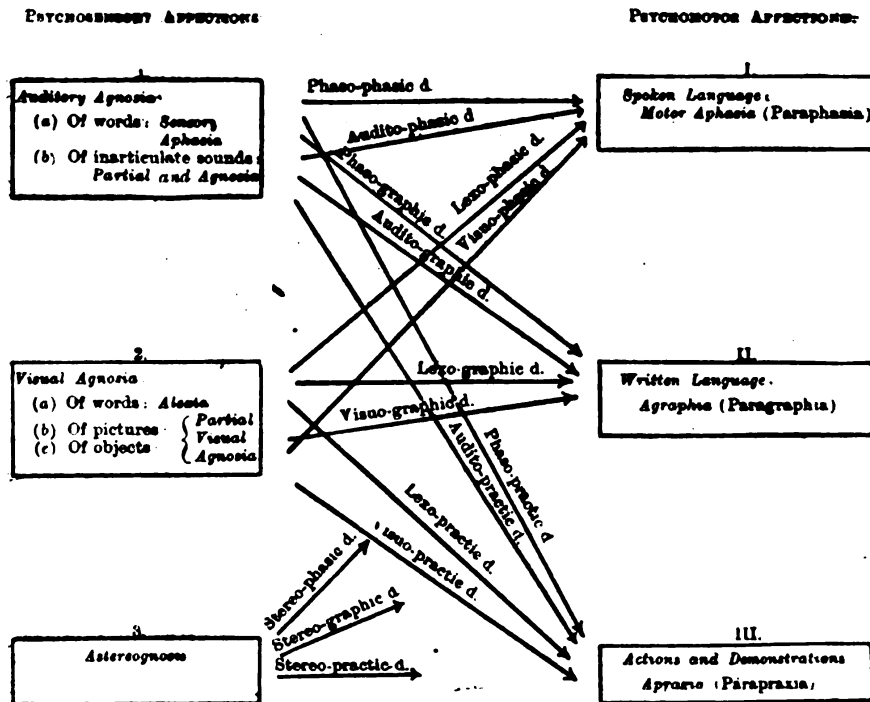 PSYCHOSENSORY AFFECTIONS
PSYCHOMOTOR AFFECTIONS.
1.
Auditory Agnosia.
(a) Of words: Sensory
Aphasia
(b) Of inarticulate sounds:
Partial and Agnosia
I.
Spoken Language:
Motor Aphasia (Paraphasia)
Phaso-phasic d.
Audito-phasic d
Phaso-graphic d.
Audito-graphic d.
Lexo-phasic d.
Visuo-phasic d.
2.
Visual Agnosia
(a) Of words: Alexia
(b) Of pictures
(c) Of objects
Partial
Visual
Agnosia
II.
Written Language.
Agraphia (Paragraphia)
Lexo-graphic d.
Visuo-graphic d.
Phaso-practic d
Audito-practic d.
Lexo-practic d.
Visuo-practic d.
Stereo-phasic d.
Stereo-graphic d
Stereo-practic d.
3.
Astereognosis
III.
Actions and Demonstrations
Apraxia (Parapraxia)